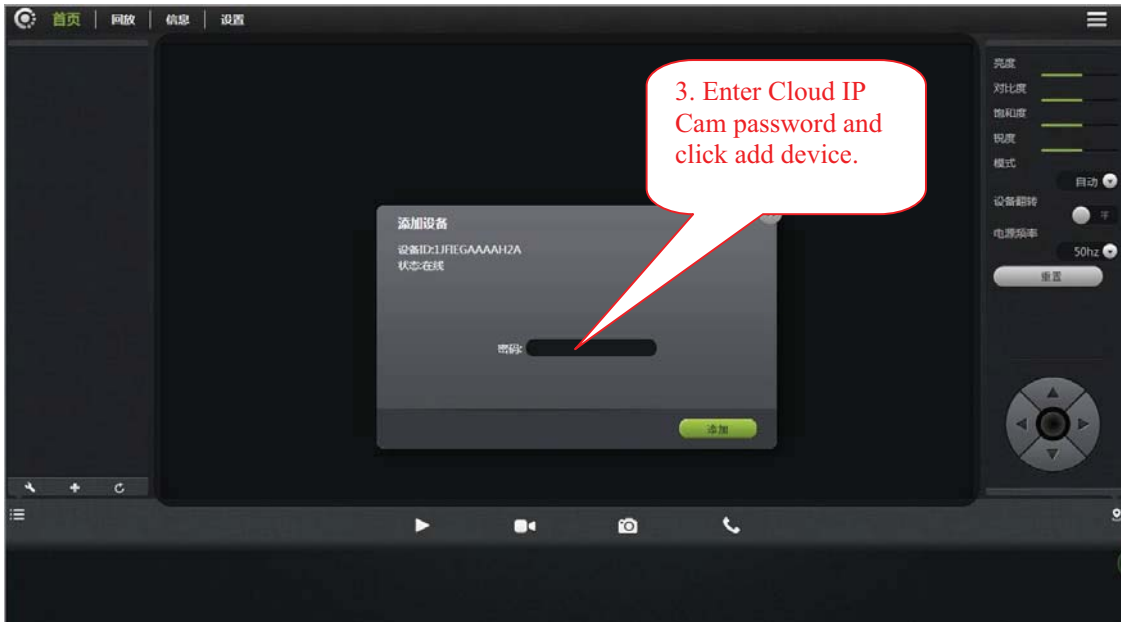 首页 | 回放 | 信息 | 设置
3. Enter Cloud IP
Cam password and
click add device.
添加设备
设备ID:1JFIEGAAAAH2A
状态:在线
密码:
添加
亮度
对比度
饱和度
锐度
模式
自动
设备翻转
平
电源频率
50hz
重置